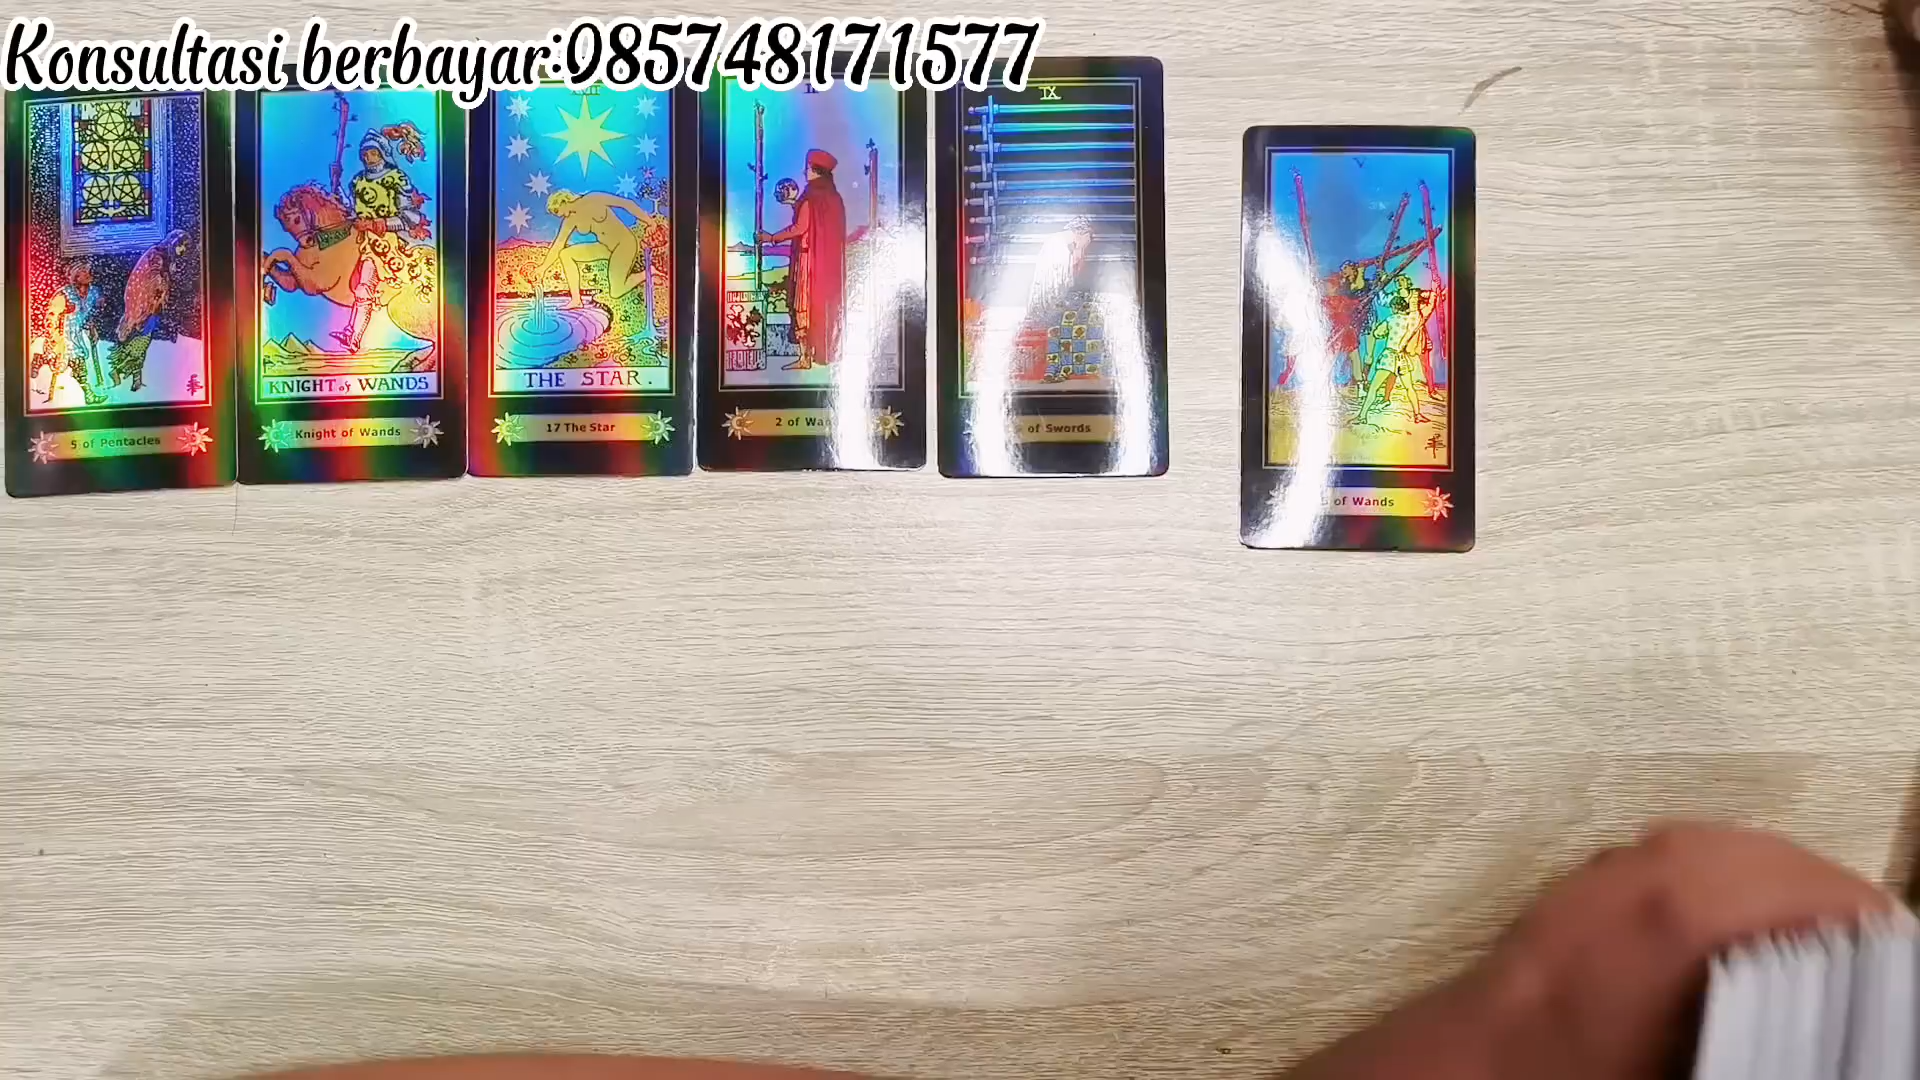 Konsultasi berbayar:085748171577
IX
V
KNIGHT of WANDS
THE STAR.
5 of Pentacles
Knight of Wands
17 The Star
2 of
of Swords
of Wands